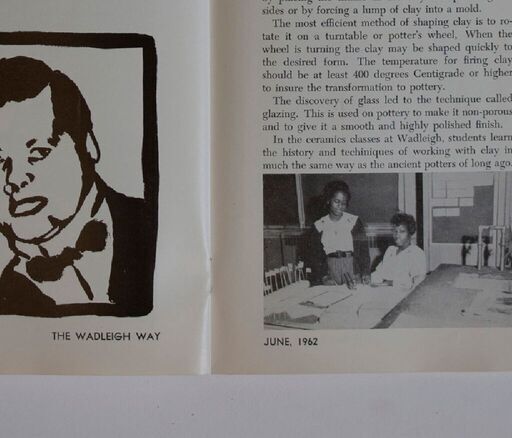 THE WADLEIGH WAY
sides or by forcing a lump of clay into a mold.
The most efficient method of shaping clay is to ro-
tate it on a turntable or potter's wheel. When the
wheel is turning the clay may be shaped quickly to
the desired form. The temperature for firing clay
should be at least 400 degrees Centigrade or higher
to insure the transformation to pottery.
The discovery of glass led to the technique called
glazing. This is used on pottery to make it non-porous
and to give it a smooth and highly polished finish.
In the ceramics classes at Wadleigh, students learn
the history and techiniques of working with clay in
much the same way as the ancient potters of long ago.
JUNE, 1962